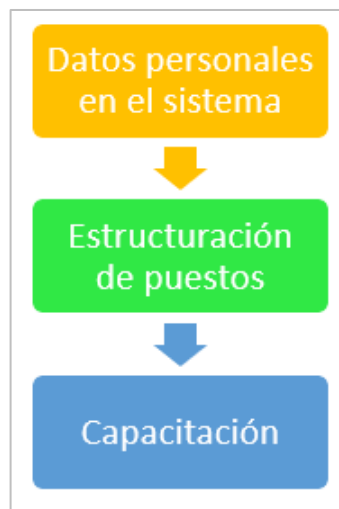 Datos personales
en el sistema
Estructuración
de puestos
Capacitación